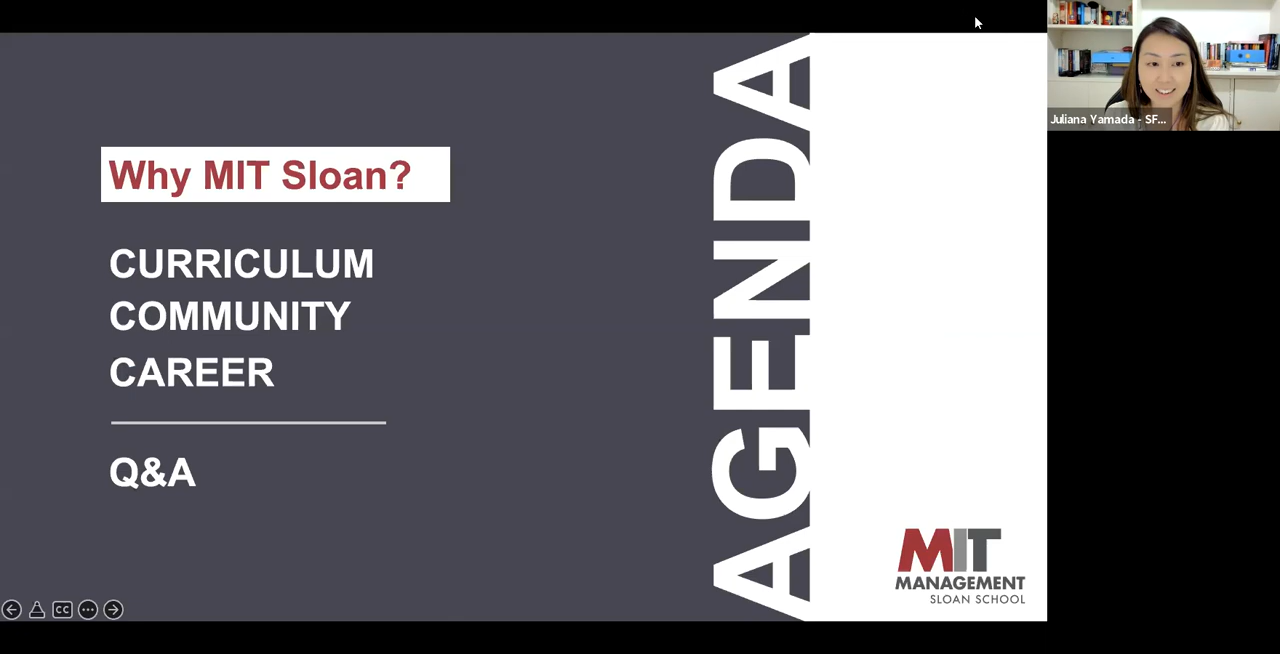 Why MIT Sloan?
CURRICULUM
COMMUNITY
CAREER
Q&A
AGENDA
MIT
MANAGEMENT
SLOAN SCHOOL
Juliana Yamada - SF...
CC